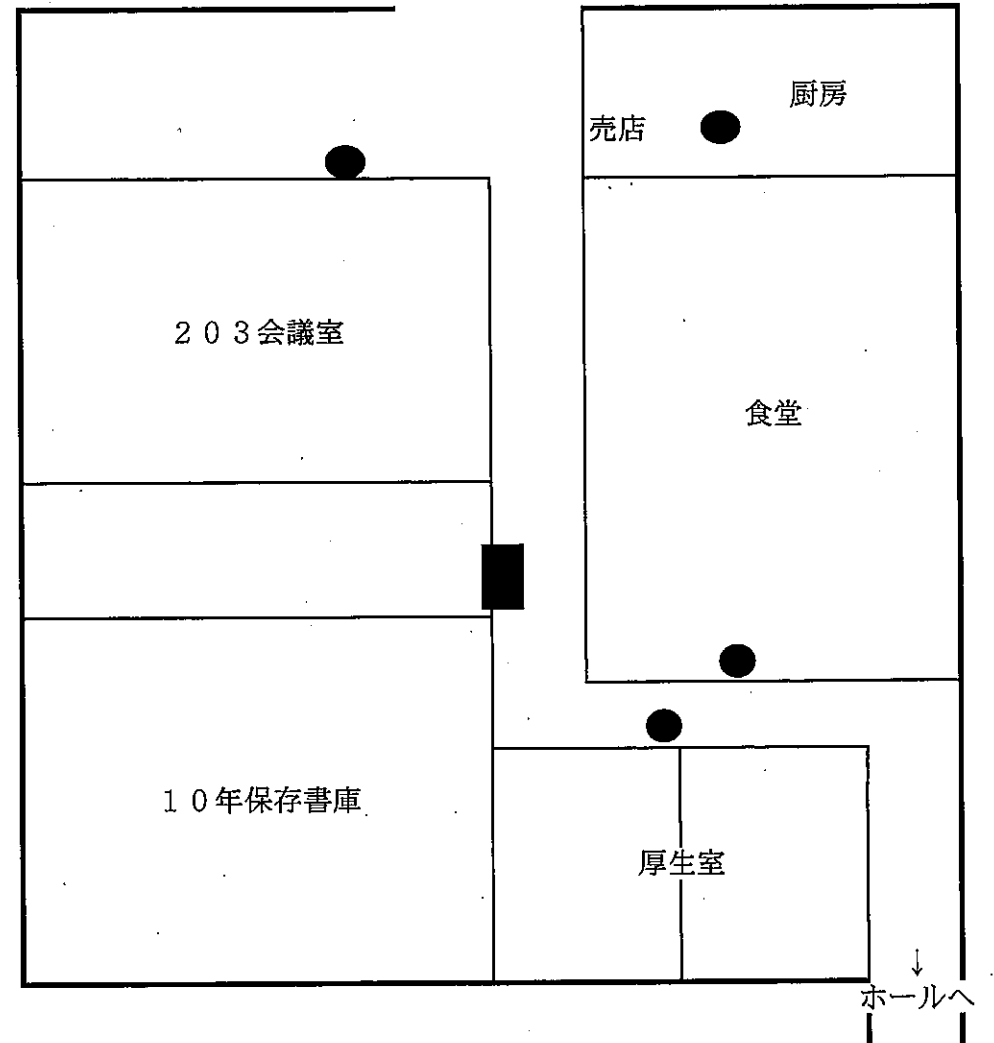 厨房
売店
２０３会議室
食堂
１０年保存書庫
厚生室
↓
ホールへ